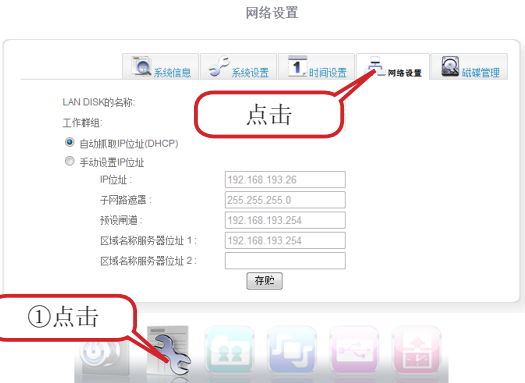 网络设置
系统信息 系统设置 1. 时间设置 网络设置 磁碟管理
LAN DISK的名称:
点击
工作群组:
自动抓取IP位址(DHCP)
手动设置IP位址
IP位址 : 192.168.193.26
子网路遮罩 : 255.255.255.0
预设闸道 : 192.168.193.254
区域名称服务器位址 1 : 192.168.193.254
区域名称服务器位址 2 :
存贮
①点击